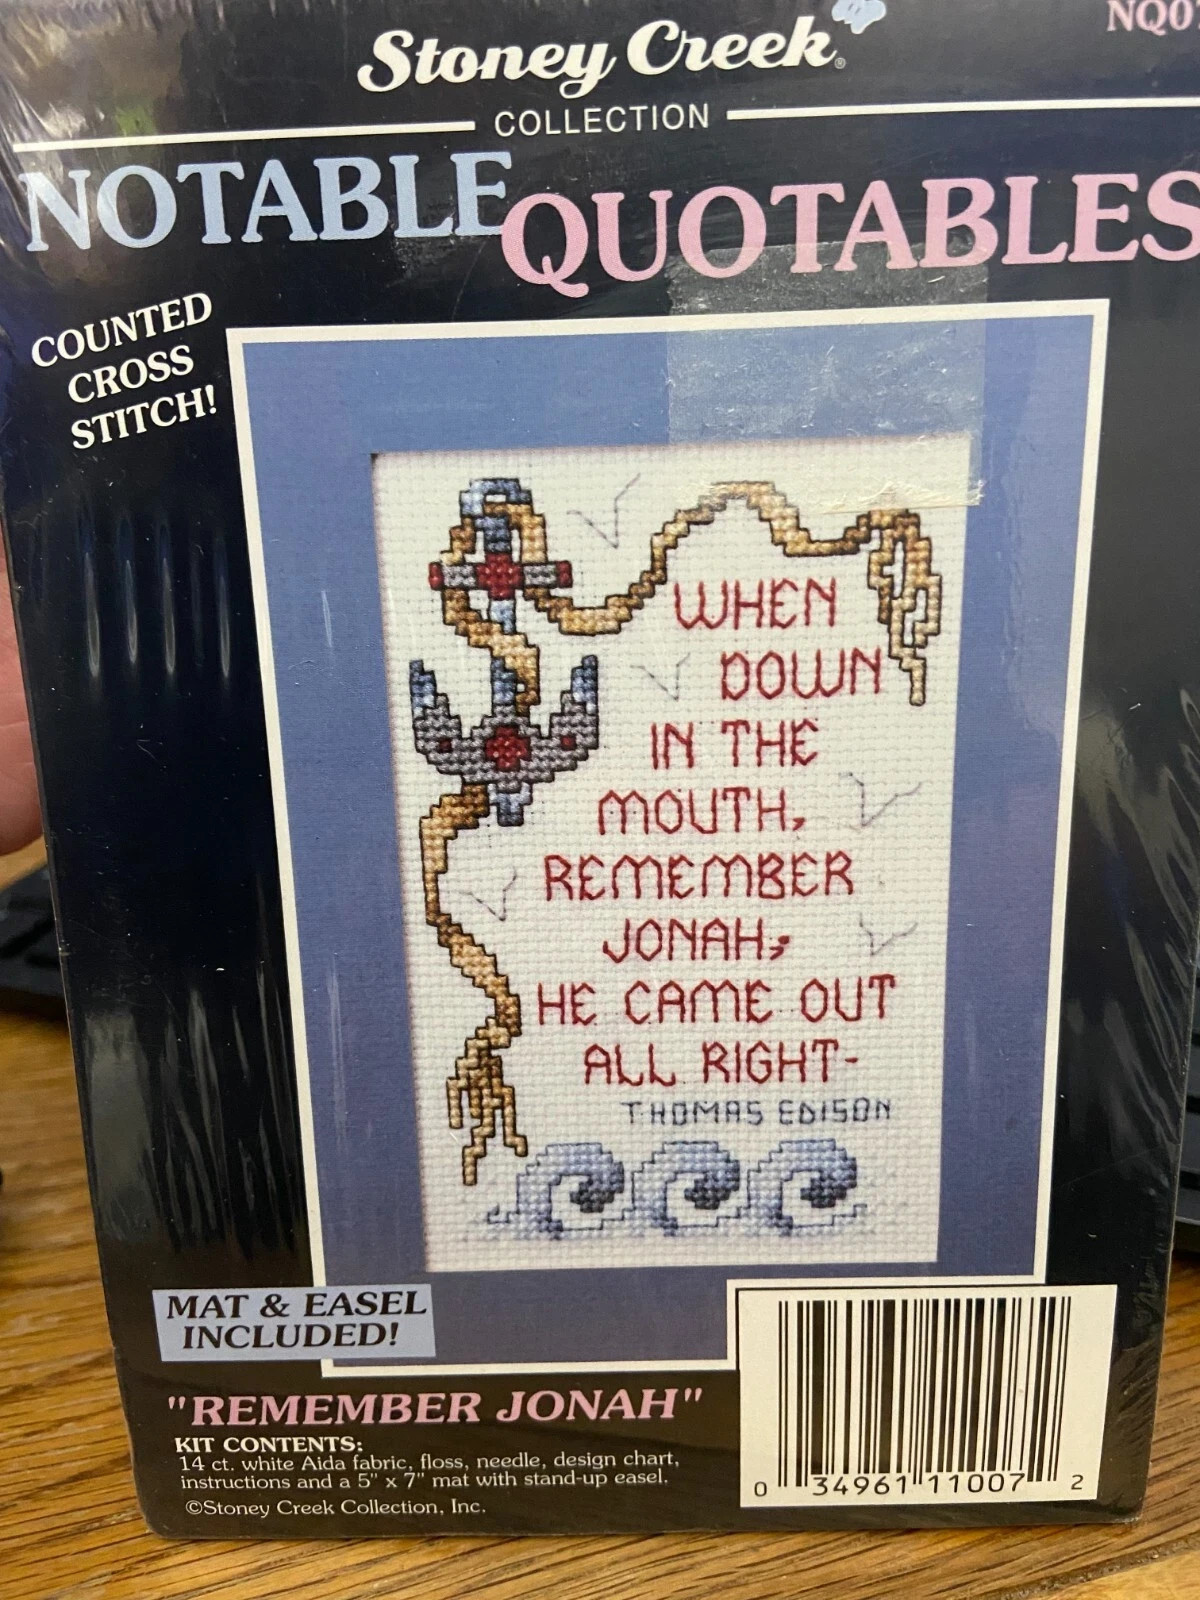 Stoney Creek®
NQ07
COLLECTION
NOTABLE
QUOTABLES
COUNTED
CROSS
STITCH!
WHEN
DOWN
IN THE
MOUTH,
REMEMBER
JONAH;
HE CAME OUT
ALL RIGHT-
THOMAS EDISON
MAT & EASEL
INCLUDED!
"REMEMBER JONAH"
KIT CONTENTS:
14 ct. white Aida fabric, floss, needle, design chart,
instructions and a 5" x 7" mat with stand-up easel.
©Stoney Creek Collection, Inc.
0 34961 11007 2